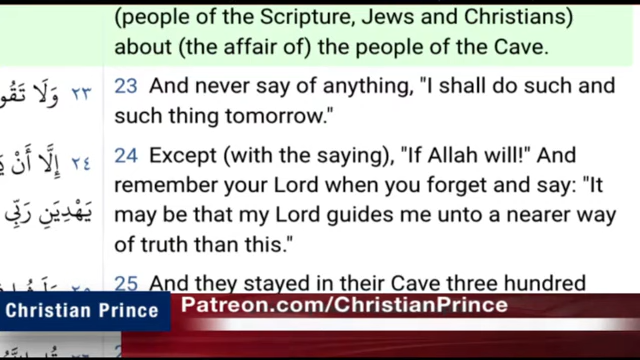 (people of the Scripture, Jews and Christians)
about (the affair of) the people of the Cave.
٢٣ وَلَا تَقُو
23 And never say of anything, "I shall do such and
such thing tomorrow."
٢٤ إِلَّا أَنْ يَ
24 Except (with the saying), "If Allah will!" And
remember your Lord when you forget and say: "It
يَهْدِيَنِ رَبِّي
may be that my Lord guides me unto a nearer way
of truth than this."
25 And they stayed in their Cave three hundred
Christian Prince
Patreon.com/ChristianPrince